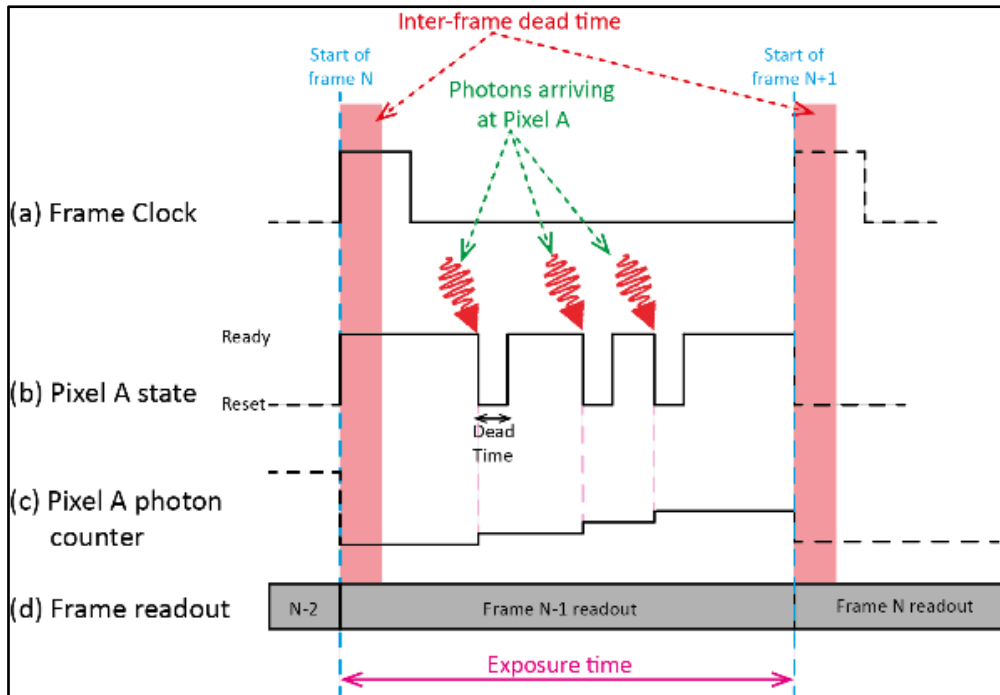 Inter-frame dead time
Start of
frame N
Start of
frame N+1
Photons arriving
at Pixel A
(a) Frame Clock
Ready
(b) Pixel A state
Reset
Dead
Time
(c) Pixel A photon
counter
(d) Frame readout
N-2
Frame N-1 readout
Frame N readout
Exposure time